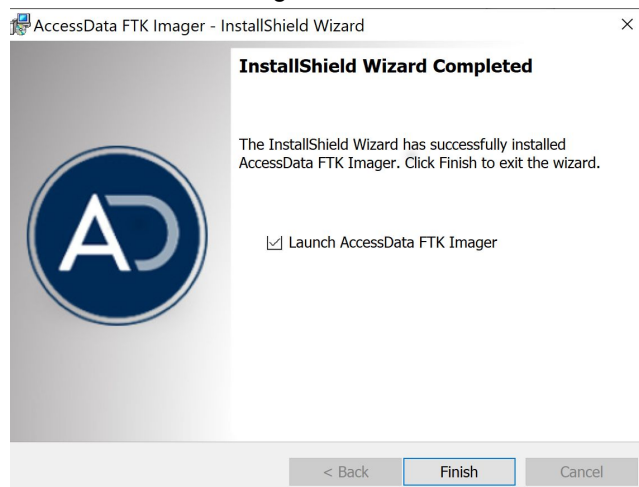 AccessData FTK Imager - InstallShield Wizard
InstallShield Wizard Completed
The InstallShield Wizard has successfully installed
AccessData FTK Imager. Click Finish to exit the wizard.
AD
Launch AccessData FTK Imager
< Back Finish Cancel